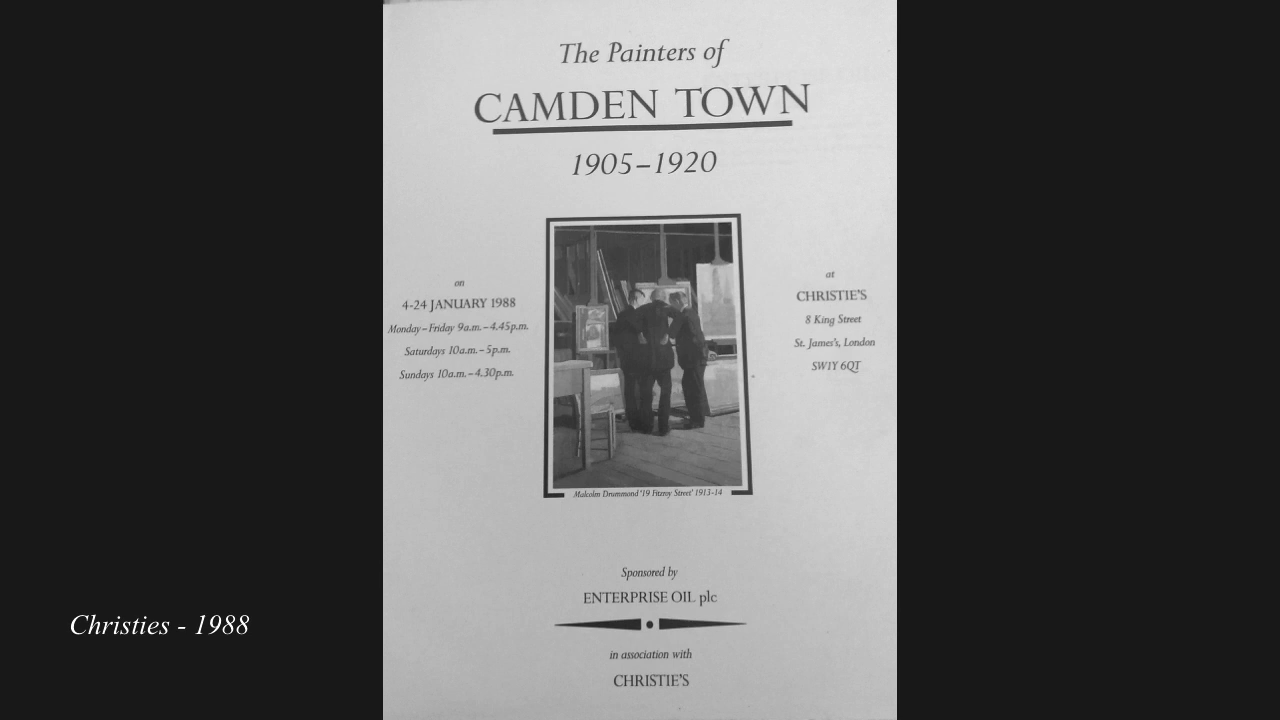 The Painters of
CAMDEN TOWN
1905–1920
on
4-24 JANUARY 1988
Monday–Friday 9a.m.–4.45p.m.
Saturdays 10a.m.–5p.m.
Sundays 10a.m.–4.30p.m.
at
CHRISTIE'S
8 King Street
St. James's, London
SW1Y 6QT
Malcolm Drummond '19 Fitzroy Street' 1913-14
Sponsored by
ENTERPRISE OIL plc
in association with
CHRISTIE'S
Christies - 1988